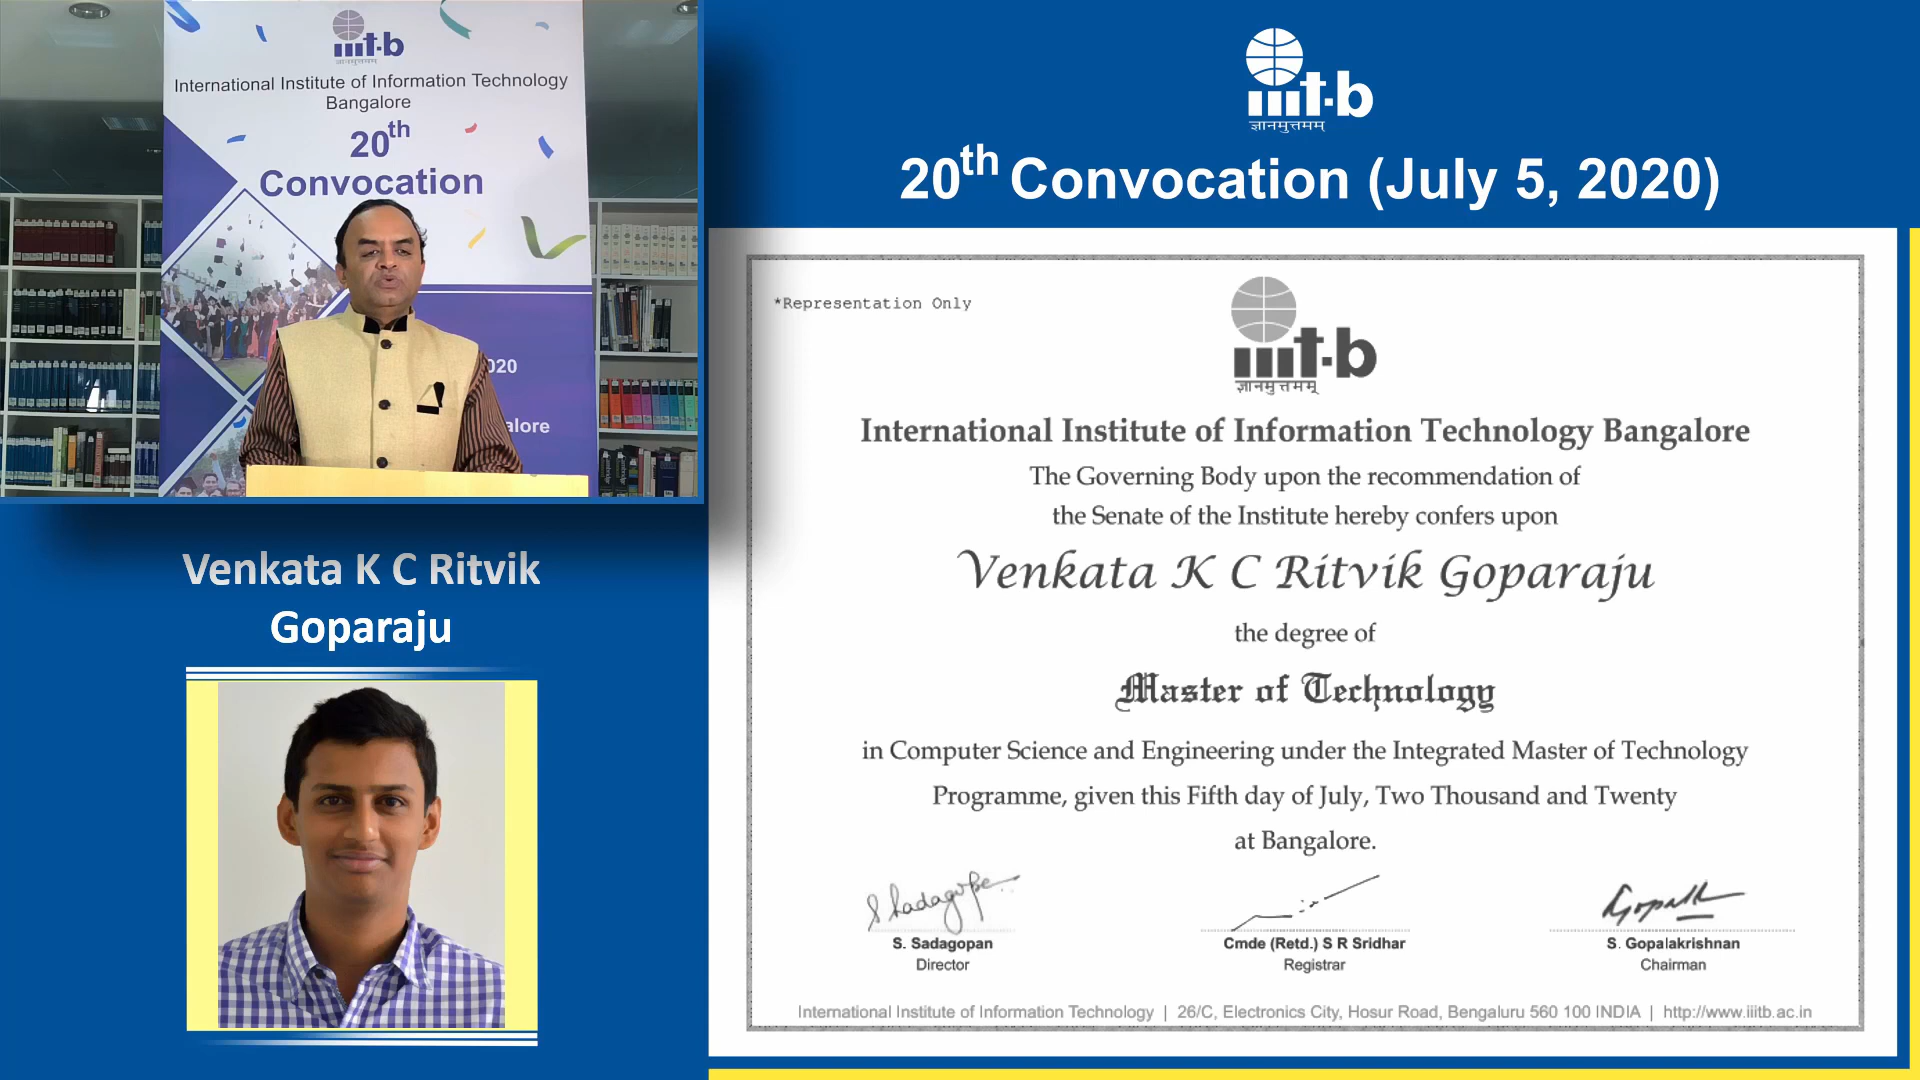 iiit-b
ज्ञानमुत्तमम्
International Institute of Information Technology
Bangalore
20th
Convocation
020
alore
iiit-b
ज्ञानमुत्तमम्
20th Convocation (July 5, 2020)
Venkata K C Ritvik
Goparaju
*Representation Only
iiit-b
ज्ञानमुत्तमम्
International Institute of Information Technology Bangalore
The Governing Body upon the recommendation of
the Senate of the Institute hereby confers upon
Venkata K C Ritvik Goparaju
the degree of
Master of Technology
in Computer Science and Engineering under the Integrated Master of Technology
Programme, given this Fifth day of July, Two Thousand and Twenty
at Bangalore.
S. Sadagopan
Director
Cmde (Retd.) S R Sridhar
Registrar
S. Gopalakrishnan
Chairman
International Institute of Information Technology | 26/C, Electronics City, Hosur Road, Bengaluru 560 100 INDIA | http://www.iiitb.ac.in